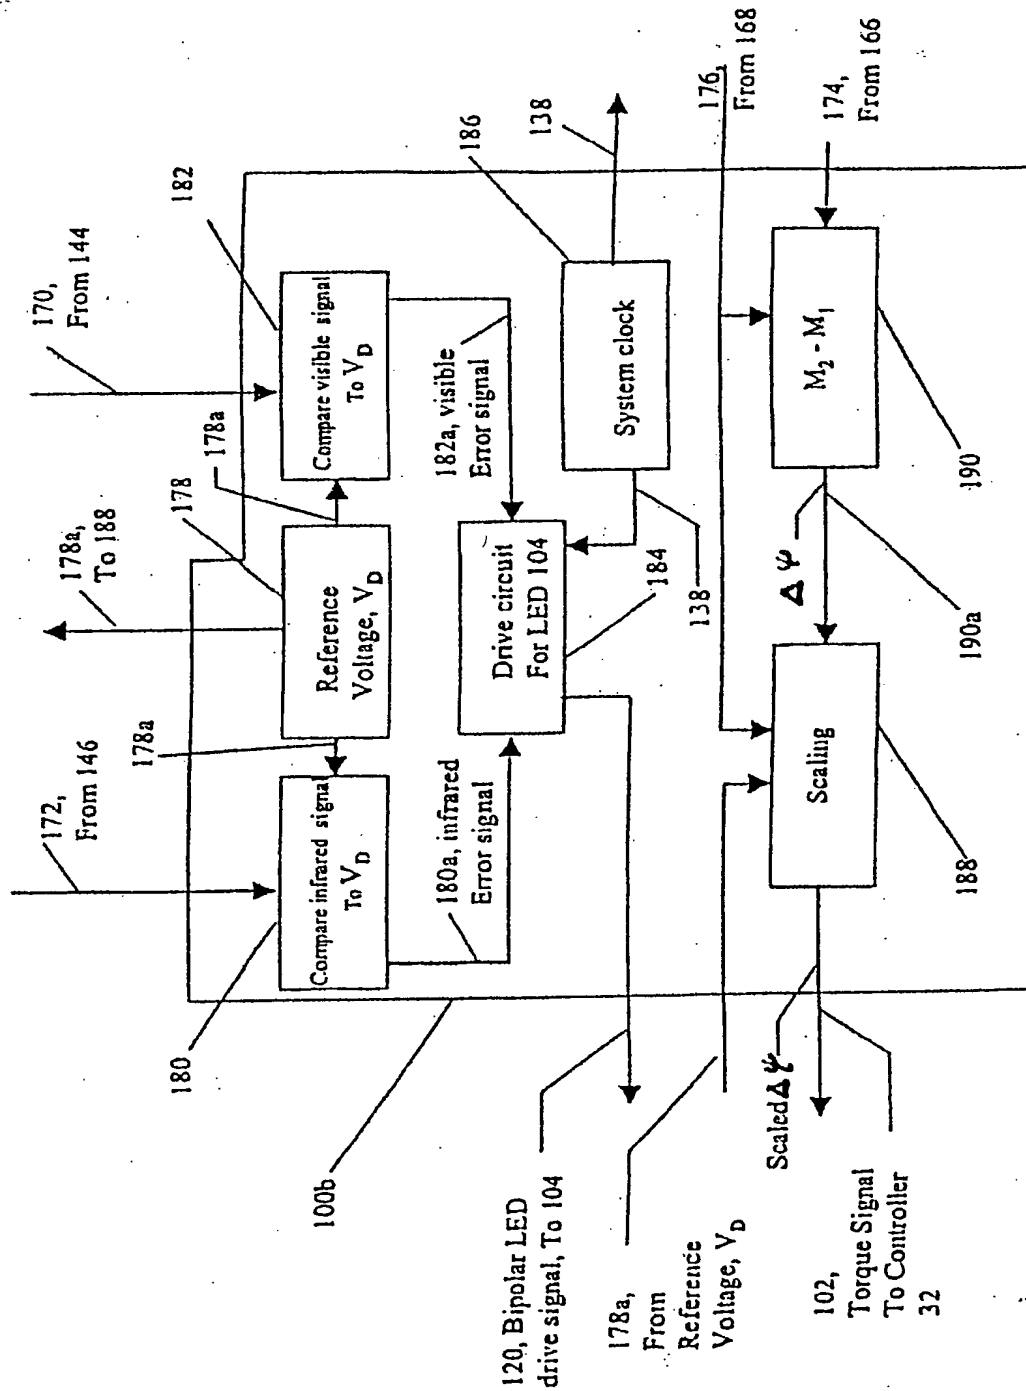 172,
From 146
178a,
To 188
170,
From 144
180
178a
178
178a
182
Compare infrared signal
To V_D
Reference
Voltage, V_D
Compare visible signal
To V_D
180a, infrared
Error signal
182a, visible
Error signal
186
138
100b
Drive circuit
For LED 104
System clock
184
138
120, Bipolar LED
drive signal, To 104
176,
From 168
178a,
From
Reference
Voltage, V_D
Scaled Δψ
Scaling
Δψ
M₂ - M₁
174,
From 166
102,
Torque Signal
To Controller
32
188
190a
190